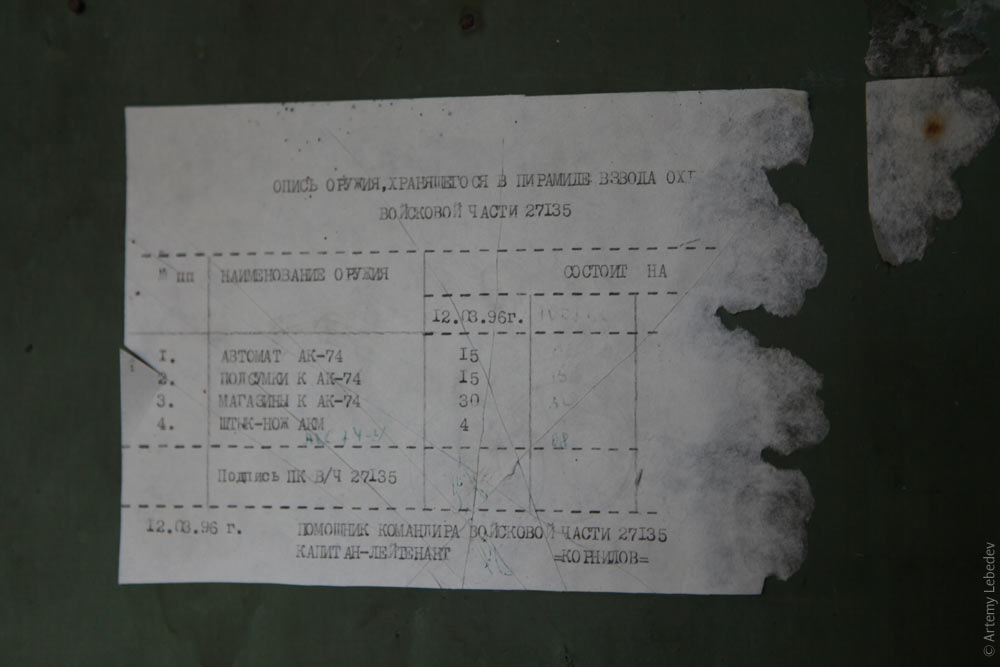 ОПИСЬ ОРУЖИЯ,ХРАНЯЩЕГОСЯ В ПИРАМИДЕ ВЗВОДА ОХ
ВОЙСКОВОЙ ЧАСТИ 27135
№ пп НАИМЕНОВАНИЕ ОРУЖИЯ СОСТОИТ НА
12.03.96г.
1. АВТОМАТ АК-74 15
2. ПОДСУМКИ К АК-74 15
3. МАГАЗИНЫ К АК-74 30
4. ШТЫК-НОЖ АКМ 4
Подпись ПК В/Ч 27135
12.03.96 г. ПОМОШНИК КОМАНДИРА ВОЙСКОВОЙ ЧАСТИ 27135
КАПИТАН-ЛЕЙТЕНАНТ =КОРНИЛОВ=
© Artemy Lebedev